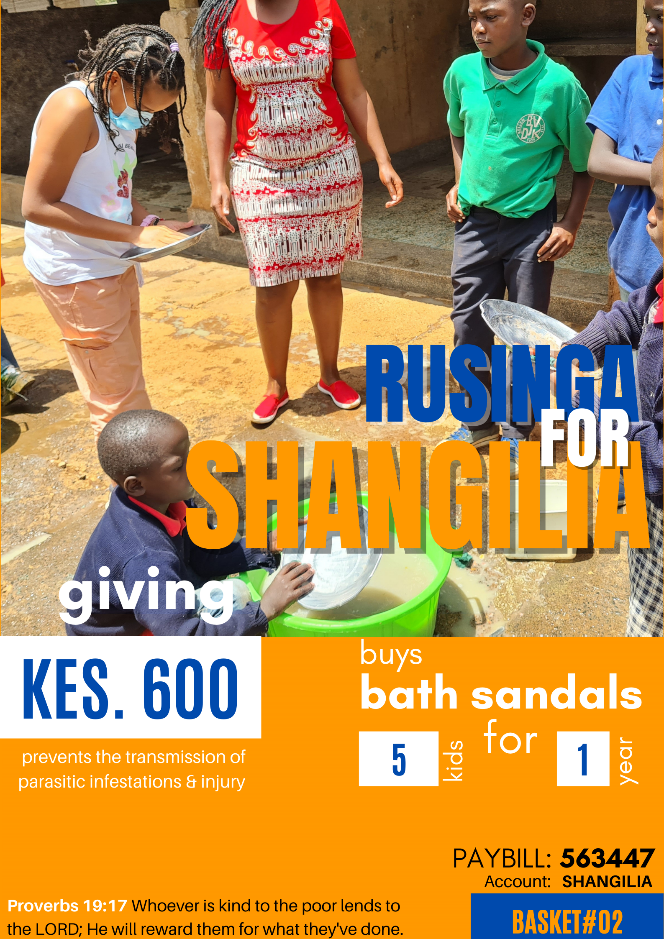 RUSINGA
FOR
SHANGILIA
giving
KES. 600
prevents the transmission of
parasitic infestations & injury
buys
bath sandals
5 kids for 1 year
PAYBILL: 563447
Account: SHANGILIA
Proverbs 19:17 Whoever is kind to the poor lends to
the LORD; He will reward them for what they've done.
BASKET#02